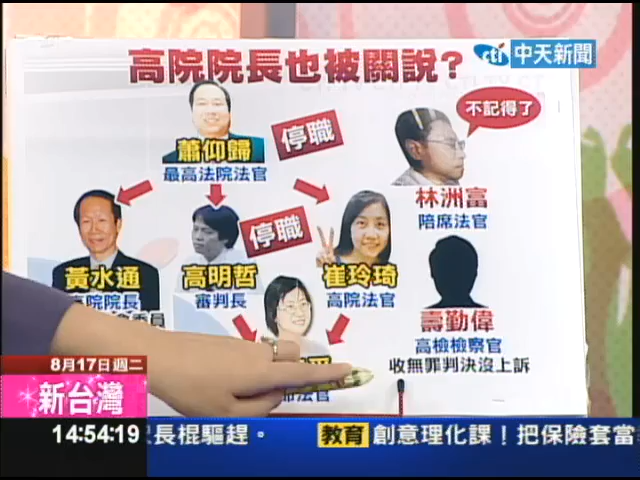 cti 中天新聞
高院院長也被關說?
不記得了
停職
蕭仰歸
最高法院法官
林洲富
陪席法官
停職
黃水通
高院院長
委員
高明哲
審判長
崔玲琦
高院法官
壽勤偉
高檢檢察官
收無罪判決沒上訴
法官
8月17日週二
新台灣
14:54:19
長棍驅趕。 教育 創意理化課!把保險套當